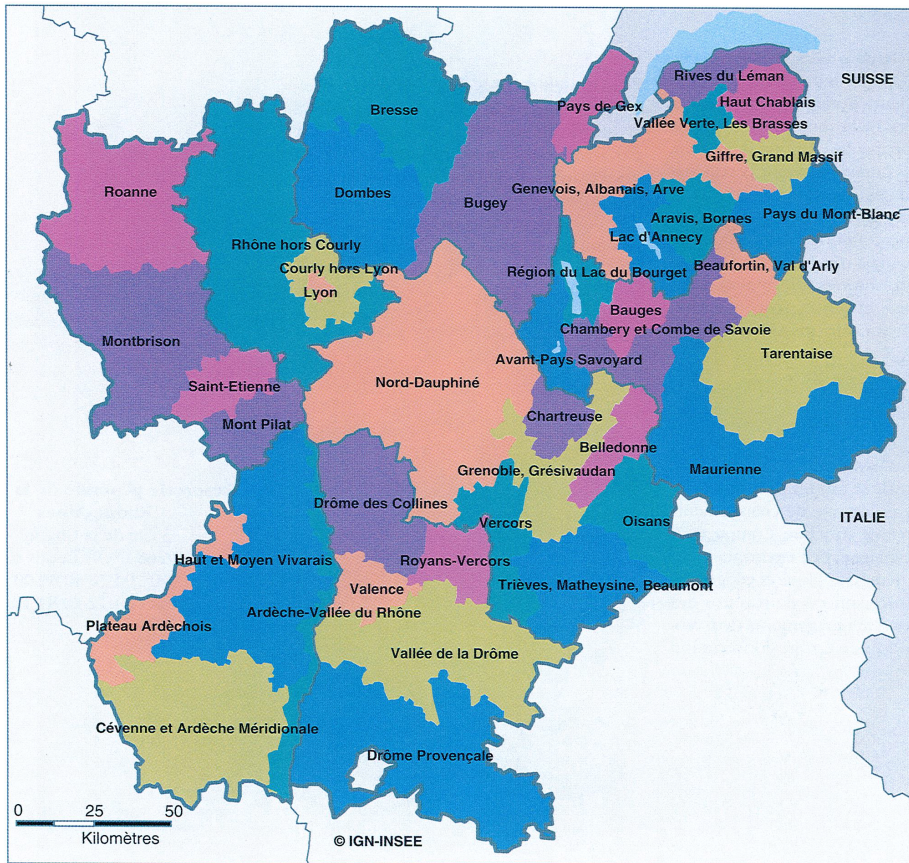 Rives du Léman
SUISSE
Bresse
Pays de Gex
Haut Chablais
Vallée Verte, Les Brasses
Giffre, Grand Massif
Roanne
Dombes
Bugey
Genevois, Albanais, Arve
Pays du Mont-Blanc
Aravis, Bornes
Lac d'Annecy
Rhône hors Courly
Courly hors Lyon
Lyon
Région du Lac du Bourget
Beaufortin, Val d'Arly
Bauges
Chambery et Combe de Savoie
Montbrison
Avant-Pays Savoyard
Tarentaise
Saint-Etienne
Nord-Dauphiné
Mont Pilat
Chartreuse
Belledonne
Grenoble, Grésivaudan
Maurienne
Drôme des Collines
Vercors
Oisans
ITALIE
Haut et Moyen Vivarais
Royans-Vercors
Valence
Trièves, Matheysine, Beaumont
Ardèche-Vallée du Rhône
Plateau Ardèchois
Vallée de la Drôme
Cévenne et Ardèche Méridionale
Drôme Provençale
0 25 50
Kilomètres
© IGN-INSEE